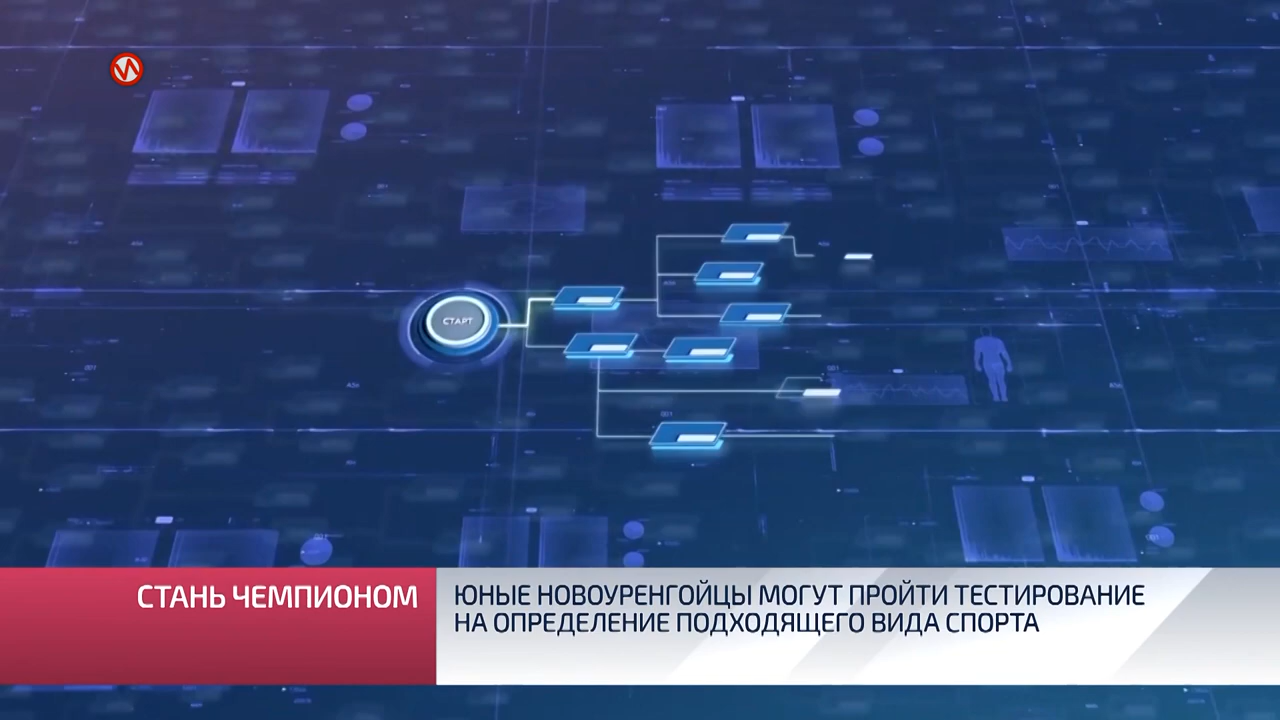 СТАРТ
СТАНЬ ЧЕМПИОНОМ
ЮНЫЕ НОВОУРЕНГОЙЦЫ МОГУТ ПРОЙТИ ТЕСТИРОВАНИЕ
НА ОПРЕДЕЛЕНИЕ ПОДХОДЯЩЕГО ВИДА СПОРТА